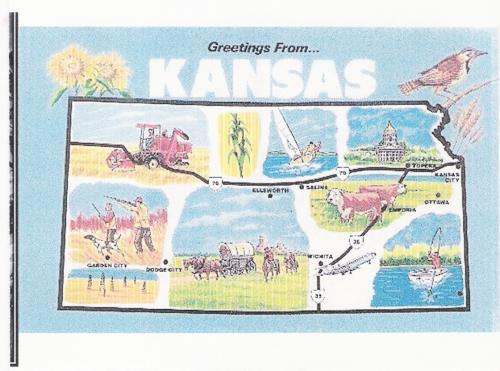 Greetings From...
KANSAS
70
ELLSWORTH
SALINA
70
TOPEKA
KANSAS CITY
OTTAWA
EMPORIA
GARDEN CITY
DODGE CITY
WICHITA
35
35